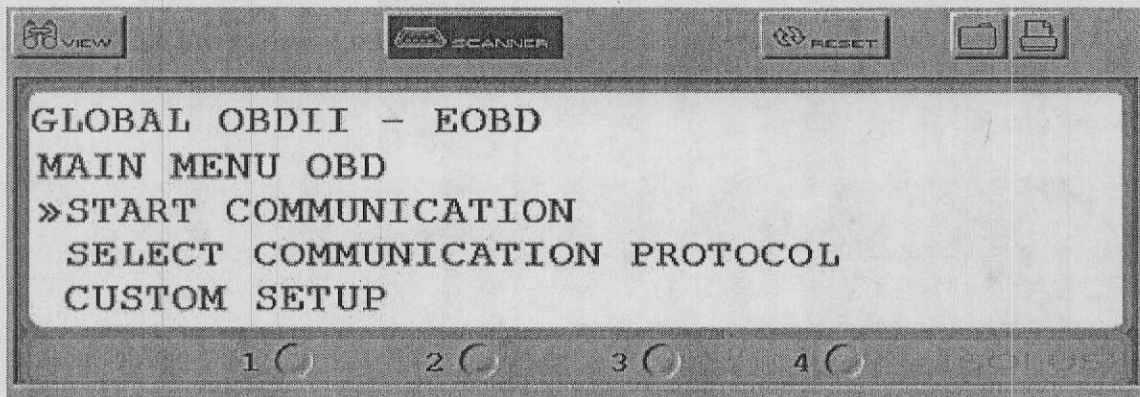 VIEW SCANNER RESET
GLOBAL OBDII - EOBD
MAIN MENU OBD
»START COMMUNICATION
SELECT COMMUNICATION PROTOCOL
CUSTOM SETUP
1 2 3 4